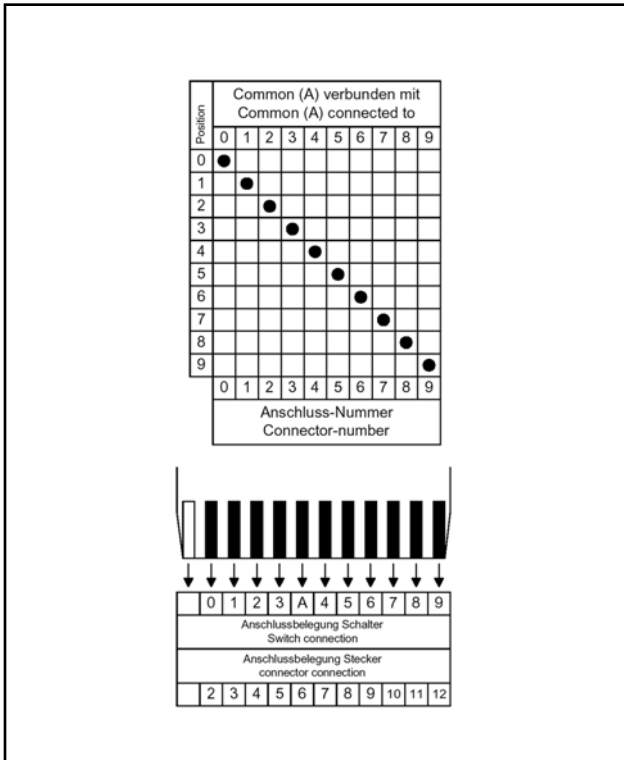 Position
Common (A) verbunden mit
Common (A) connected to
0 1 2 3 4 5 6 7 8 9
0
1
2
3
4
5
6
7
8
9
0 1 2 3 4 5 6 7 8 9
Anschluss-Nummer
Connector-number
0 1 2 3 A 4 5 6 7 8 9
Anschlussbelegung Schalter
Switch connection
Anschlussbelegung Stecker
connector connection
2 3 4 5 6 7 8 9 10 11 12